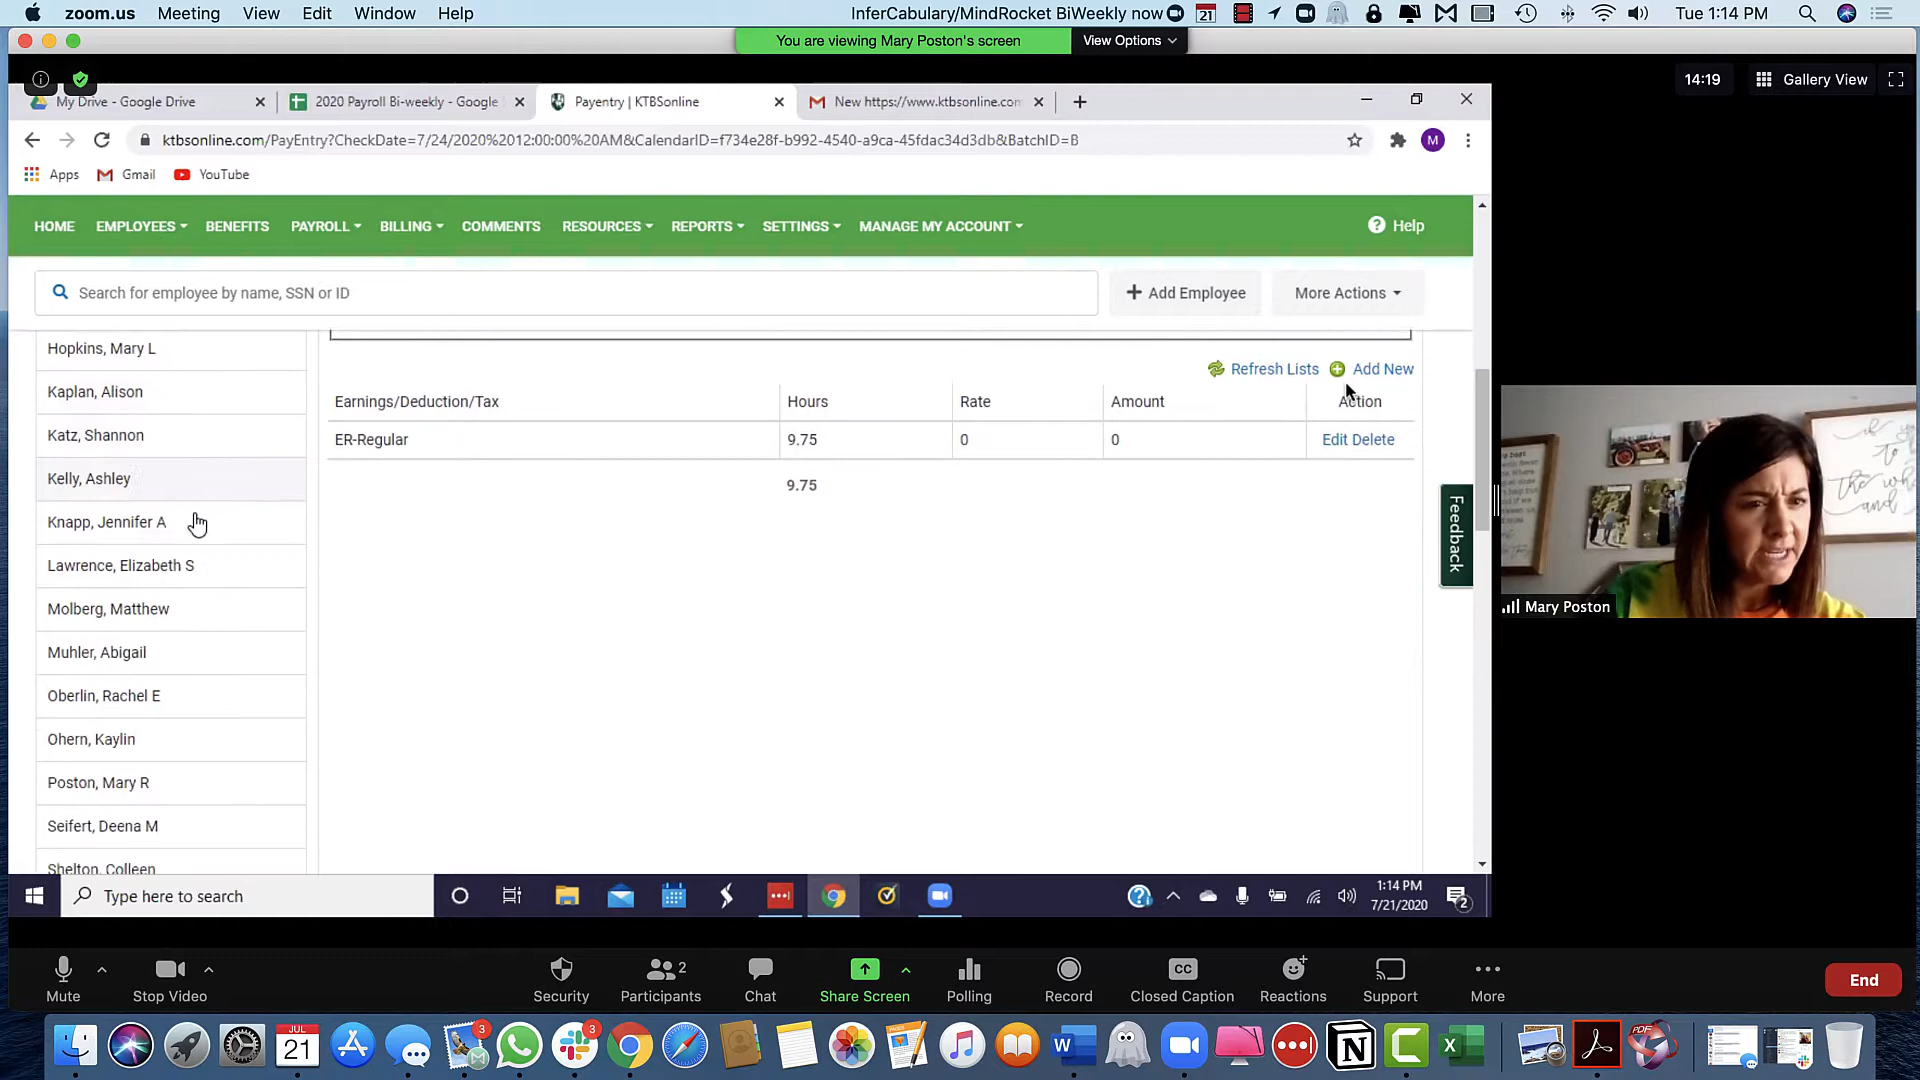 zoom.us Meeting View Edit Window Help InferCabulary/MindRocket BiWeekly now 21 Tue 1:14 PM
You are viewing Mary Poston's screen View Options
14:19 Gallery View
My Drive - Google Drive 2020 Payroll Bi-weekly - Google Payentry | KTBSonline New https://www.ktbsonline.com
ktbsonline.com/PayEntry?CheckDate=7/24/2020%2012:00:00%20AM&CalendarID=f734e28f-b992-4540-a9ca-45fdac34d3db&BatchID=B
M
Apps Gmail YouTube
HOME EMPLOYEES BENEFITS PAYROLL BILLING COMMENTS RESOURCES REPORTS SETTINGS MANAGE MY ACCOUNT Help
Search for employee by name, SSN or ID Add Employee More Actions
Hopkins, Mary L
Refresh Lists Add New
Kaplan, Alison
Earnings/Deduction/Tax Hours Rate Amount Action
Katz, Shannon
ER-Regular 9.75 0 0 Edit Delete
Kelly, Ashley
9.75
Knapp, Jennifer A
Feedback
Lawrence, Elizabeth S
Molberg, Matthew
Mary Poston
Muhler, Abigail
Oberlin, Rachel E
Ohern, Kaylin
Poston, Mary R
Seifert, Deena M
Shelton, Colleen
Type here to search
1:14 PM
7/21/2020
2
Mute Stop Video Security Participants 2 Chat Share Screen Polling Record CC Closed Caption Reactions Support More End
JUL
21
3
3